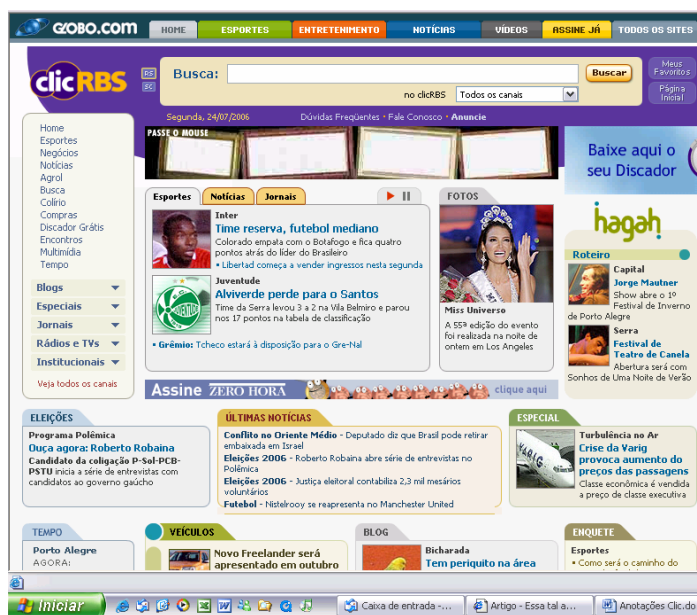 GLOBO.COM HOME ESPORTES ENTRETENIMENTO NOTÍCIAS VÍDEOS ASSINE JÁ TODOS OS SITES
clicRBS
RS
SC
Busca:
Buscar
no clicRBS Todos os canais
Meus Favoritos
Página Inicial
Segunda, 24/07/2006 Dúvidas Freqüentes • Fale Conosco • Anuncie
Home
Esportes
Negócios
Notícias
Agrol
Busca
Colírio
Compras
Discador Grátis
Encontros
Multimídia
Tempo
Blogs
Especiais
Jornais
Rádios e TVs
Institucionais
Veja todos os canais
PASSE O MOUSE
Baixe aqui o
seu Discador
Esportes Notícias Jornais
Inter
Time reserva, futebol mediano
Colorado empata com o Botafogo e fica quatro
pontos atrás do líder do Brasileiro
• Libertad começa a vender ingressos nesta segunda
Juventude
Alviverde perde para o Santos
Time da Serra levou 3 a 2 na Vila Belmiro e parou
nos 17 pontos na tabela de classificação
• Grêmio: Tcheco estará à disposição para o Gre-Nal
FOTOS
Miss Universo
A 55ª edição do evento
foi realizada na noite de
ontem em Los Angeles
hagah
Roteiro
Capital
Jorge Mautner
Show abre o 1º
Festival de Inverno
de Porto Alegre
Serra
Festival de
Teatro de Canela
Abertura será com
Sonhos de Uma Noite de Verão
Assine ZERO HORA clique aqui
ELEIÇÕES
Programa Polêmica
Ouça agora: Roberto Robaina
Candidato da coligação P-Sol-PCB-
PSTU inicia a série de entrevistas com
candidatos ao governo gaúcho
ÚLTIMAS NOTÍCIAS
Conflito no Oriente Médio - Deputado diz que Brasil pode retirar
embaixada em Israel
Eleições 2006 - Roberto Robaina abre série de entrevistas no
Polêmica
Eleições 2006 - Justiça eleitoral contabiliza 2,3 mil mesários
voluntários
Futebol - Nistelrooy se reapresenta no Manchester United
ESPECIAL
VARIG
Turbulência no Ar
Crise da Varig
provoca aumento do
preços das passagens
Classe econômica é vendida
a preço de classe executiva
TEMPO
Porto Alegre
AGORA:
VEÍCULOS
Novo Freelander será
apresentado em outubro
BLOG
Bicharada
Tem periquito na área
ENQUETE
Esportes
• Como será o caminho do
Iniciar Caixa de entrada -... Artigo - Essa tal a... Anotações Clic.do